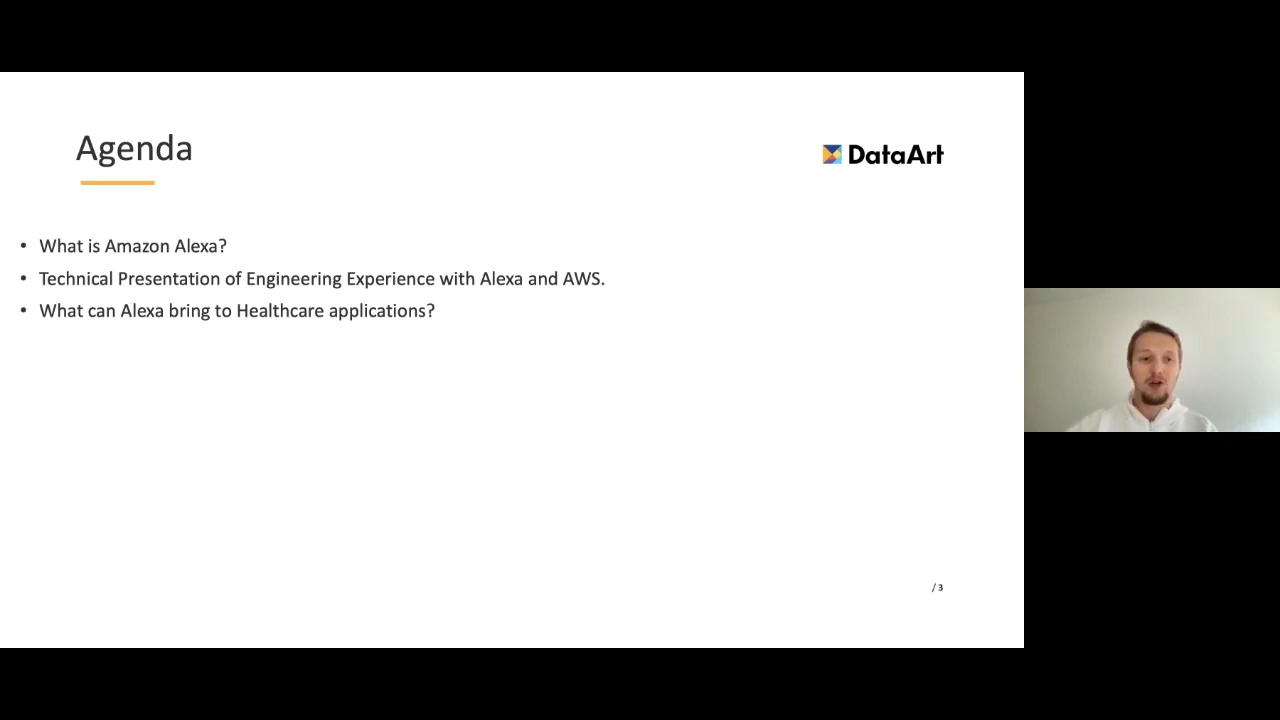 Agenda
DataArt
• What is Amazon Alexa?
• Technical Presentation of Engineering Experience with Alexa and AWS.
• What can Alexa bring to Healthcare applications?
/ 3